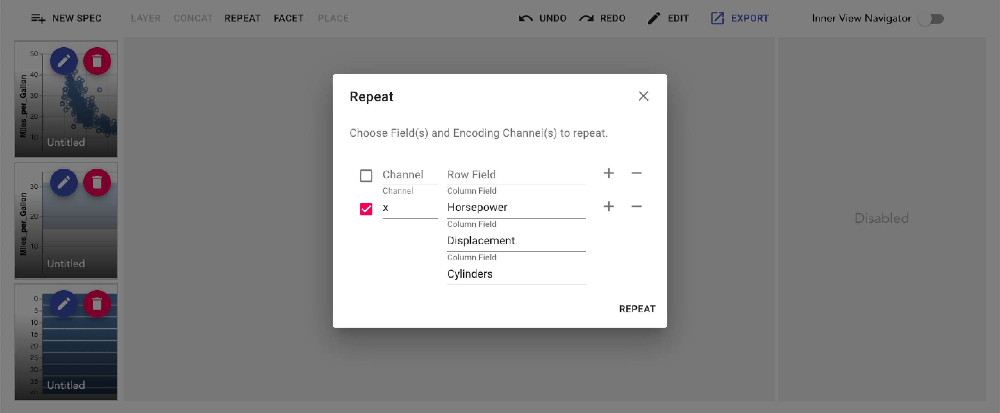 NEW SPEC LAYER CONCAT REPEAT FACET PLACE UNDO REDO EDIT EXPORT Inner View Navigator
50
40
30
20
10
Miles_per_Gallon
Untitled
30
20
10
Miles_per_Gallon
Untitled
0
5
10
15
20
25
30
35
40
Untitled
Repeat
Choose Field(s) and Encoding Channel(s) to repeat.
Channel Row Field
Channel Column Field
x Horsepower
Column Field
Displacement
Column Field
Cylinders
REPEAT
Disabled